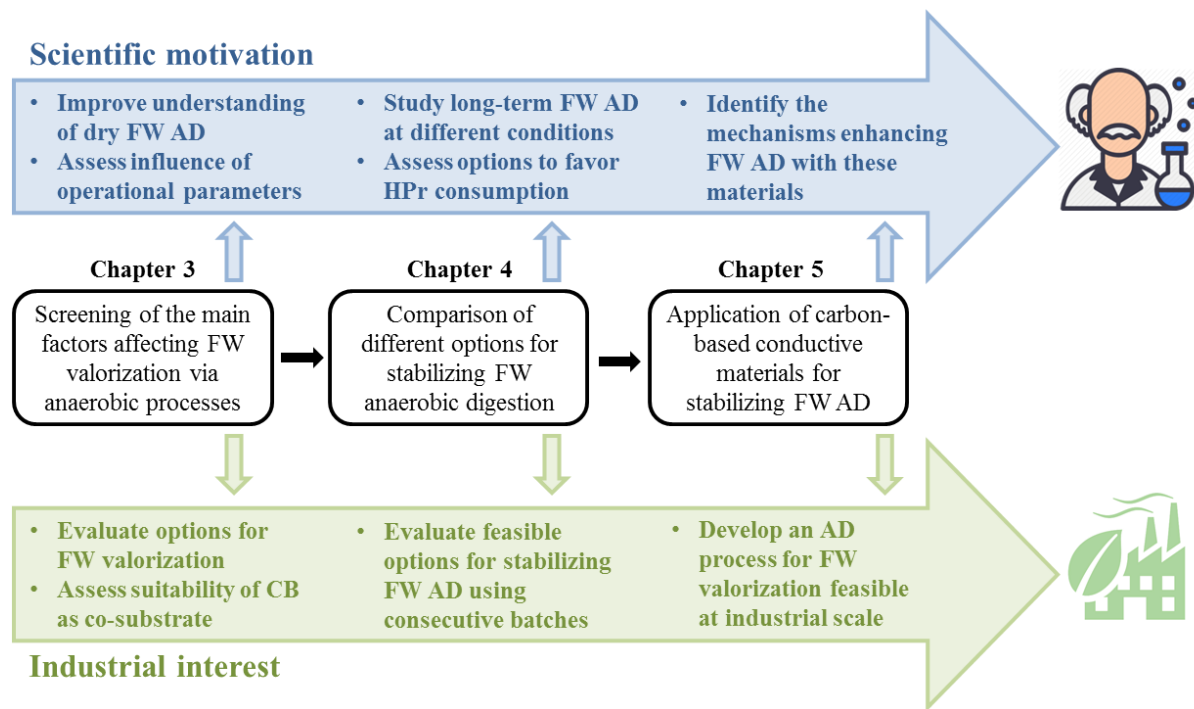 Scientific motivation
• Improve understanding
of dry FW AD
• Assess influence of
operational parameters
• Study long-term FW AD
at different conditions
• Assess options to favor
HPr consumption
• Identify the
mechanisms enhancing
FW AD with these
materials
Chapter 3
Screening of the main
factors affecting FW
valorization via
anaerobic processes
Chapter 4
Comparison of
different options for
stabilizing FW
anaerobic digestion
Chapter 5
Application of carbon-
based conductive
materials for
stabilizing FW AD
• Evaluate options for
FW valorization
• Assess suitability of CB
as co-substrate
• Evaluate feasible
options for stabilizing
FW AD using
consecutive batches
• Develop an AD
process for FW
valorization feasible
at industrial scale
Industrial interest